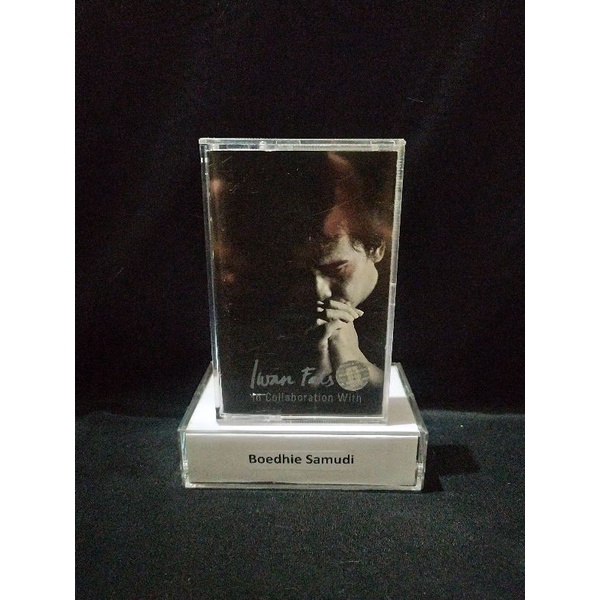 Iwan Fals
in Collaboration With
Boedhie Samudi